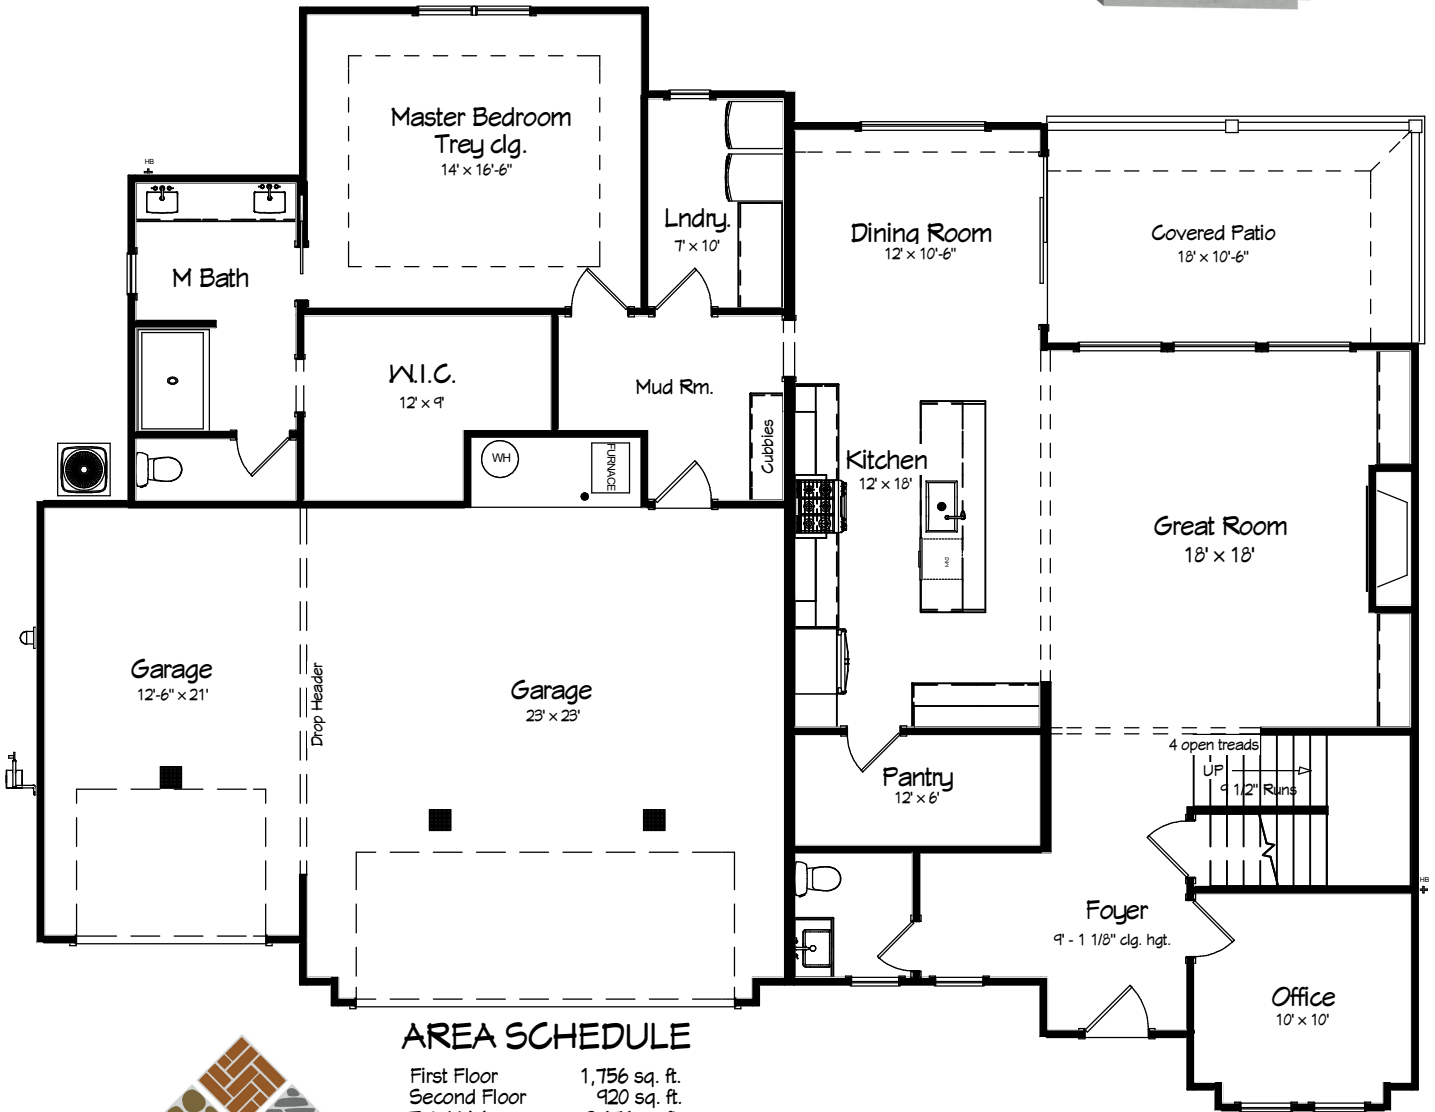 Master Bedroom
Trey clg.
14' x 16'-6"
HB
M Bath
Lndry.
7' x 10'
Dining Room
12' x 10'-6"
Covered Patio
18' x 10'-6"
W.I.C.
12' x 9'
Mud Rm.
Cubbies
WH
FURNACE
Kitchen
12' x 18'
DW
Great Room
18' x 18'
Garage
12'-6" x 21'
Drop Header
Garage
23' x 23'
4 open treads
UP
9 1/2" Runs
Pantry
12' x 6'
HB
Foyer
9' - 1 1/8" clg. hgt.
Office
10' x 10'
AREA SCHEDULE
First Floor 1,756 sq. ft.
Second Floor 920 sq. ft.